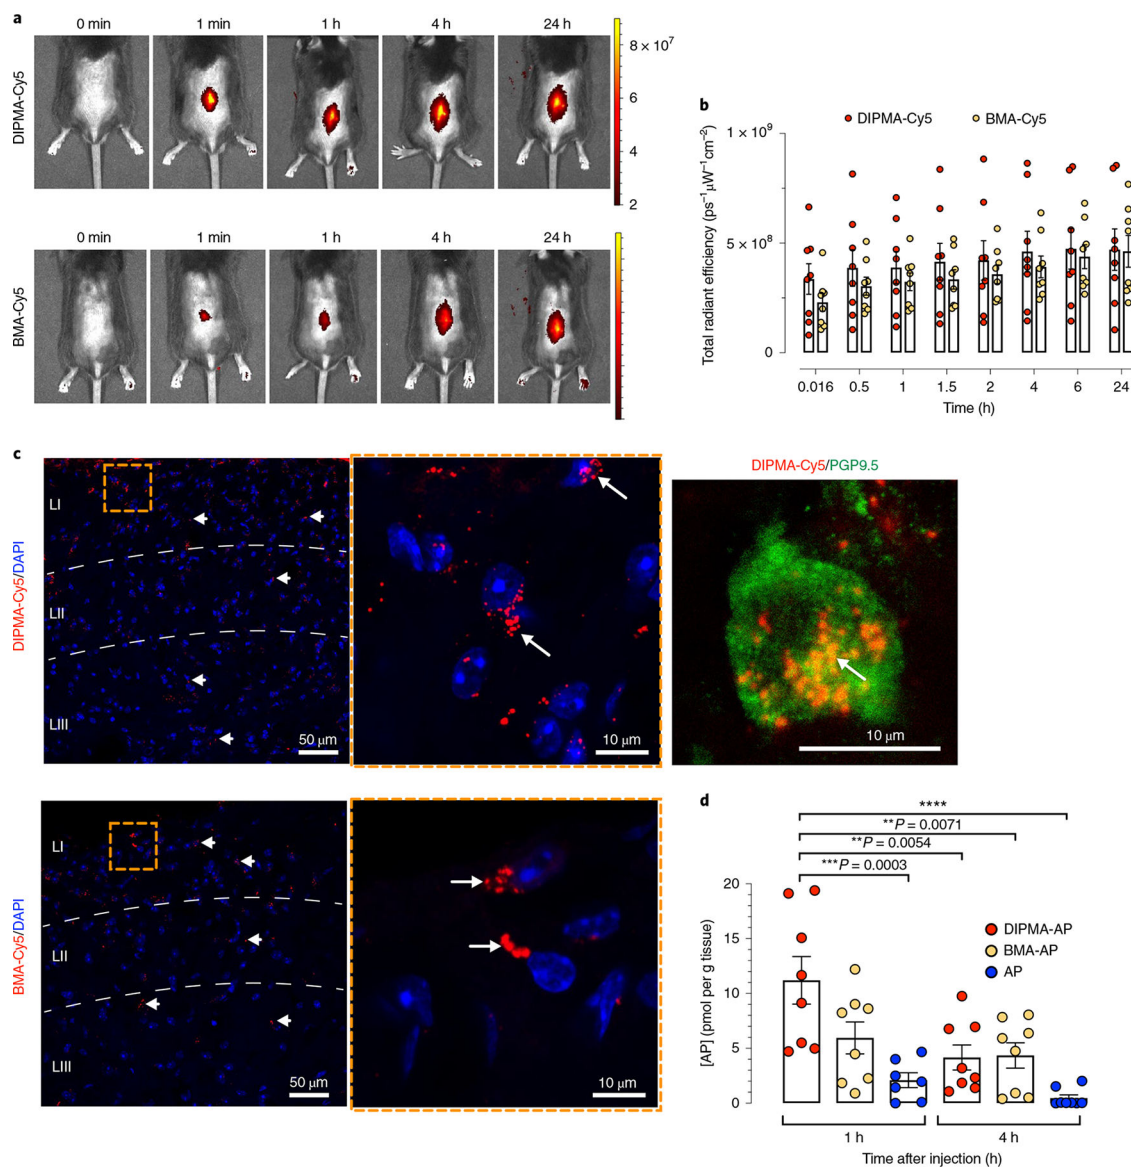 a
0 min 1 min 1 h 4 h 24 h
DIPMA-Cy5
8 × 10⁷
6
4
2
0 min 1 min 1 h 4 h 24 h
BMA-Cy5
b
DIPMA-Cy5 BMA-Cy5
Total radiant efficiency (ps⁻¹μW⁻¹cm⁻²)
1 × 10⁹
5 × 10⁸
0
0.016 0.5 1 1.5 2 4 6 24
Time (h)
c
DIPMA-Cy5/DAPI
LI
LII
LIII
50 μm
10 μm
DIPMA-Cy5/PGP9.5
10 μm
BMA-Cy5/DAPI
LI
LII
LIII
50 μm
10 μm
d
****
**P = 0.0071
**P = 0.0054
***P = 0.0003
[AP] (pmol per g tissue)
20
15
10
5
0
DIPMA-AP
BMA-AP
AP
1 h 4 h
Time after injection (h)